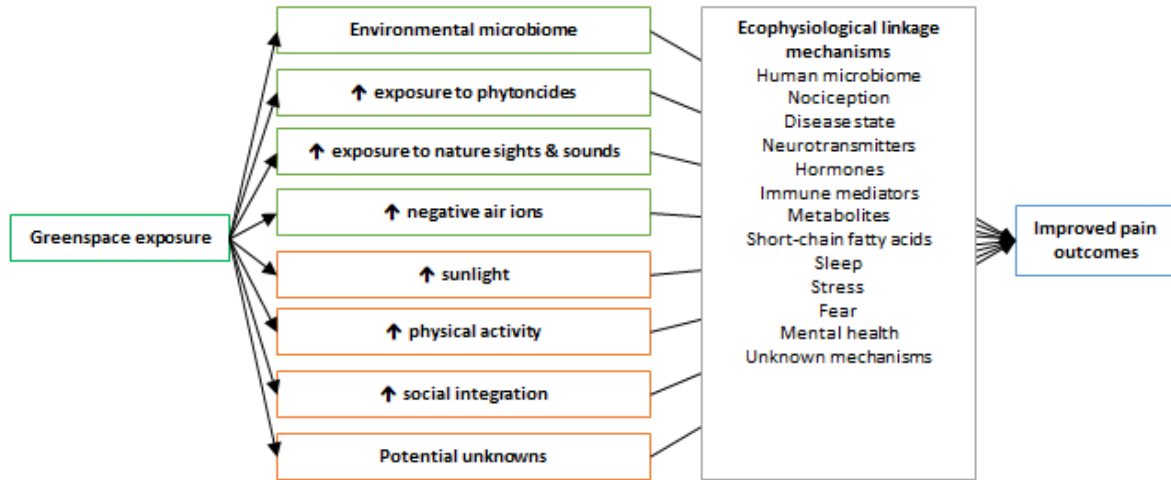 Environmental microbiome
↑ exposure to phytoncides
↑ exposure to nature sights & sounds
↑ negative air ions
Greenspace exposure
↑ sunlight
↑ physical activity
↑ social integration
Potential unknowns
Ecophysiological linkage
mechanisms
Human microbiome
Nociception
Disease state
Neurotransmitters
Hormones
Immune mediators
Metabolites
Short-chain fatty acids
Sleep
Stress
Fear
Mental health
Unknown mechanisms
Improved pain
outcomes